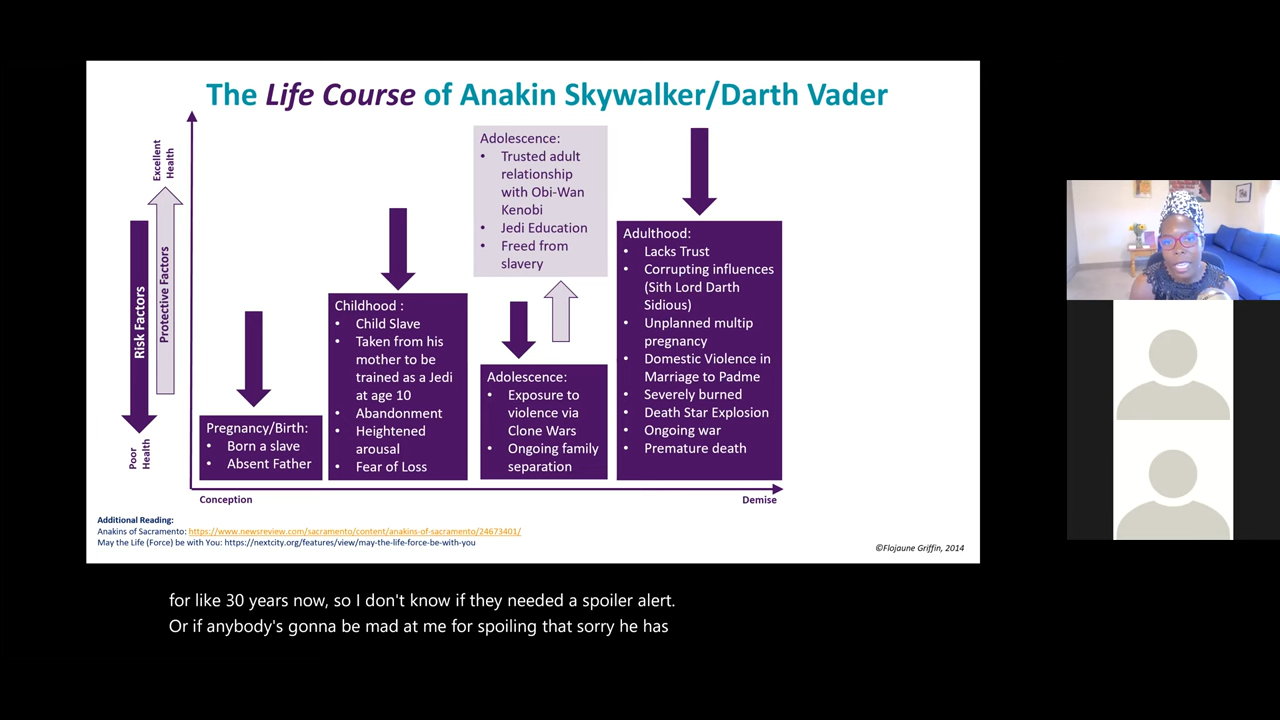 The Life Course of Anakin Skywalker/Darth Vader
Excellent
Health
Risk Factors
Protective Factors
Poor
Health
Pregnancy/Birth:
• Born a slave
• Absent Father
Childhood :
• Child Slave
• Taken from his
mother to be
trained as a Jedi
at age 10
• Abandonment
• Heightened
arousal
• Fear of Loss
Adolescence:
• Trusted adult
relationship
with Obi-Wan
Kenobi
• Jedi Education
• Freed from
slavery
Adolescence:
• Exposure to
violence via
Clone Wars
• Ongoing family
separation
Adulthood:
• Lacks Trust
• Corrupting influences
(Sith Lord Darth
Sidious)
• Unplanned multip
pregnancy
• Domestic Violence in
Marriage to Padme
• Severely burned
• Death Star Explosion
• Ongoing war
• Premature death
Conception
Demise
Additional Reading:
Anakins of Sacramento: https://www.newsreview.com/sacramento/content/anakins-of-sacramento/24673401/
May the Life (Force) be with You: https://nextcity.org/features/view/may-the-life-force-be-with-you
©Flojaune Griffin, 2014
for like 30 years now, so I don't know if they needed a spoiler alert.
Or if anybody's gonna be mad at me for spoiling that sorry he has